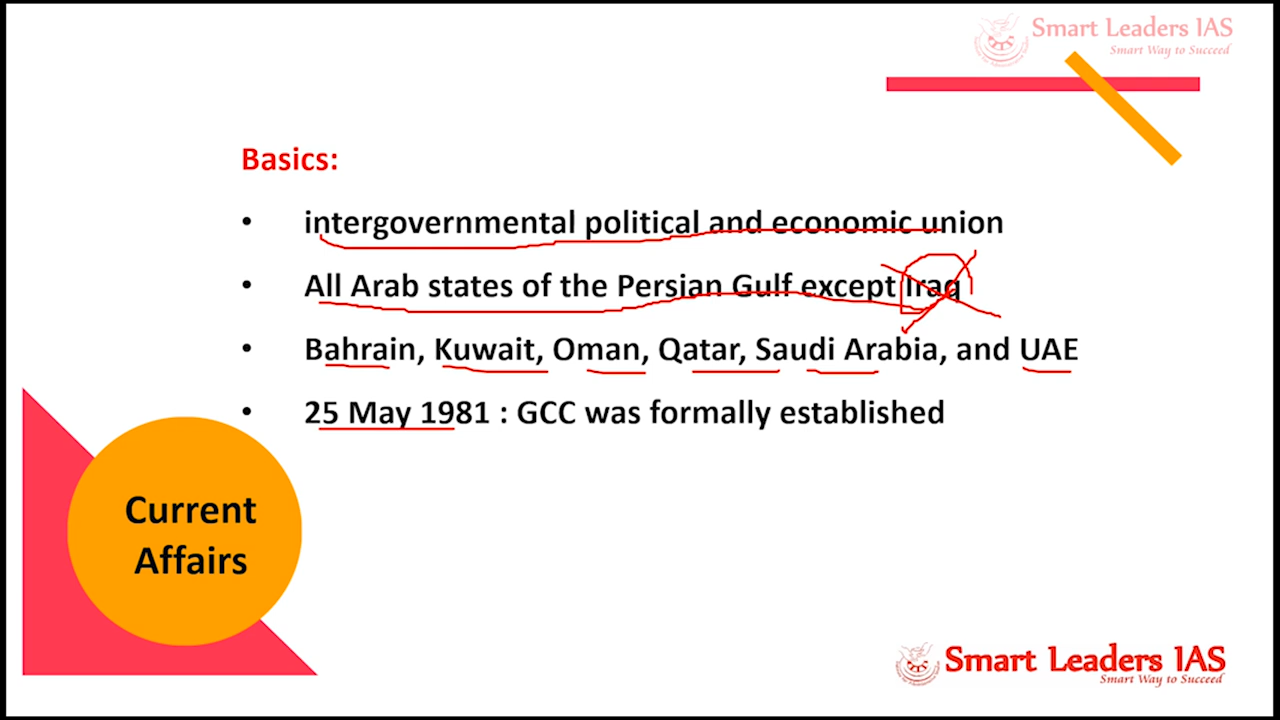 Smart Leaders IAS
Smart Way to Succeed
Basics:
• intergovernmental political and economic union
• All Arab states of the Persian Gulf except Iraq
• Bahrain, Kuwait, Oman, Qatar, Saudi Arabia, and UAE
• 25 May 1981 : GCC was formally established
Current
Affairs
Smart Leaders IAS
Smart Way to Succeed